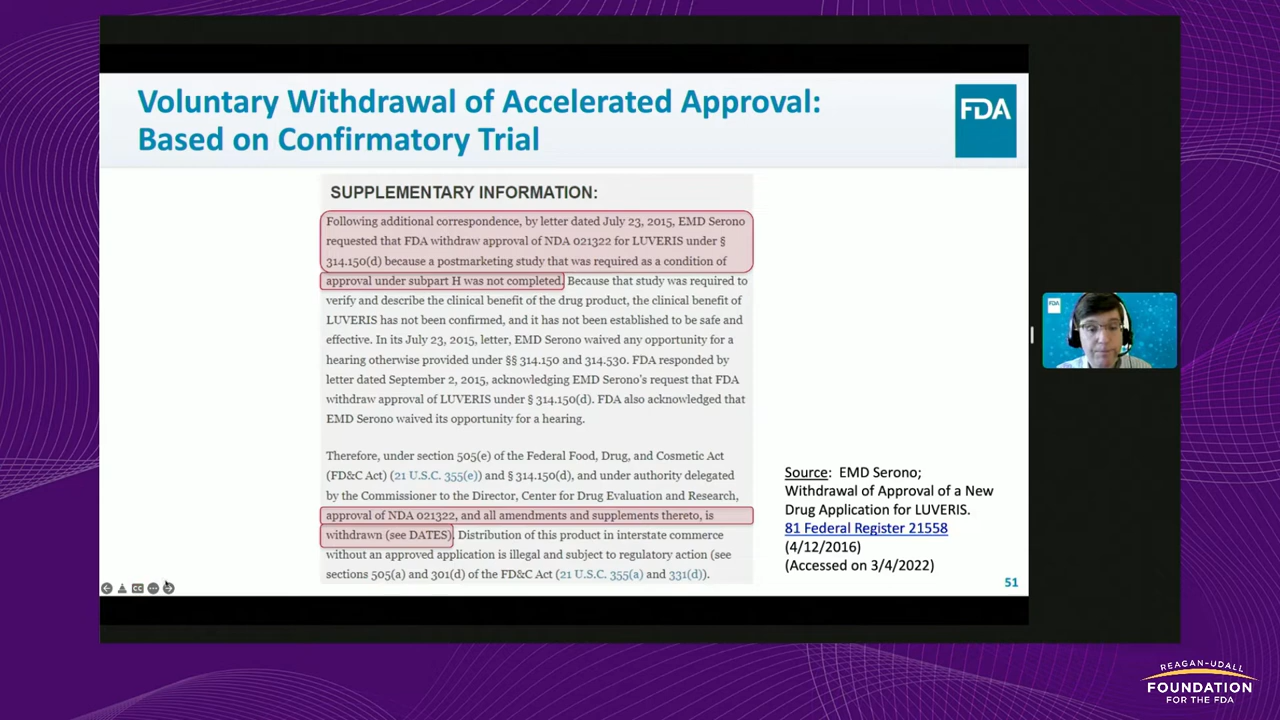 Voluntary Withdrawal of Accelerated Approval:
Based on Confirmatory Trial
FDA
SUPPLEMENTARY INFORMATION:
Following additional correspondence, by letter dated July 23, 2015, EMD Serono
requested that FDA withdraw approval of NDA 021322 for LUVERIS under §
314.150(d) because a postmarketing study that was required as a condition of
approval under subpart H was not completed. Because that study was required to
verify and describe the clinical benefit of the drug product, the clinical benefit of
LUVERIS has not been confirmed, and it has not been established to be safe and
effective. In its July 23, 2015, letter, EMD Serono waived any opportunity for a
hearing otherwise provided under §§ 314.150 and 314.530. FDA responded by
letter dated September 2, 2015, acknowledging EMD Serono's request that FDA
withdraw approval of LUVERIS under § 314.150(d). FDA also acknowledged that
EMD Serono waived its opportunity for a hearing.
Therefore, under section 505(e) of the Federal Food, Drug, and Cosmetic Act
(FD&C Act) (21 U.S.C. 355(e)) and § 314.150(d), and under authority delegated
by the Commissioner to the Director, Center for Drug Evaluation and Research,
approval of NDA 021322, and all amendments and supplements thereto, is
withdrawn (see DATES). Distribution of this product in interstate commerce
without an approved application is illegal and subject to regulatory action (see
sections 505(a) and 301(d) of the FD&C Act (21 U.S.C. 355(a) and 331(d)).
Source: EMD Serono;
Withdrawal of Approval of a New
Drug Application for LUVERIS.
81 Federal Register 21558
(4/12/2016)
(Accessed on 3/4/2022)
51
FDA
REAGAN-UDALL
FOUNDATION
FOR THE FDA